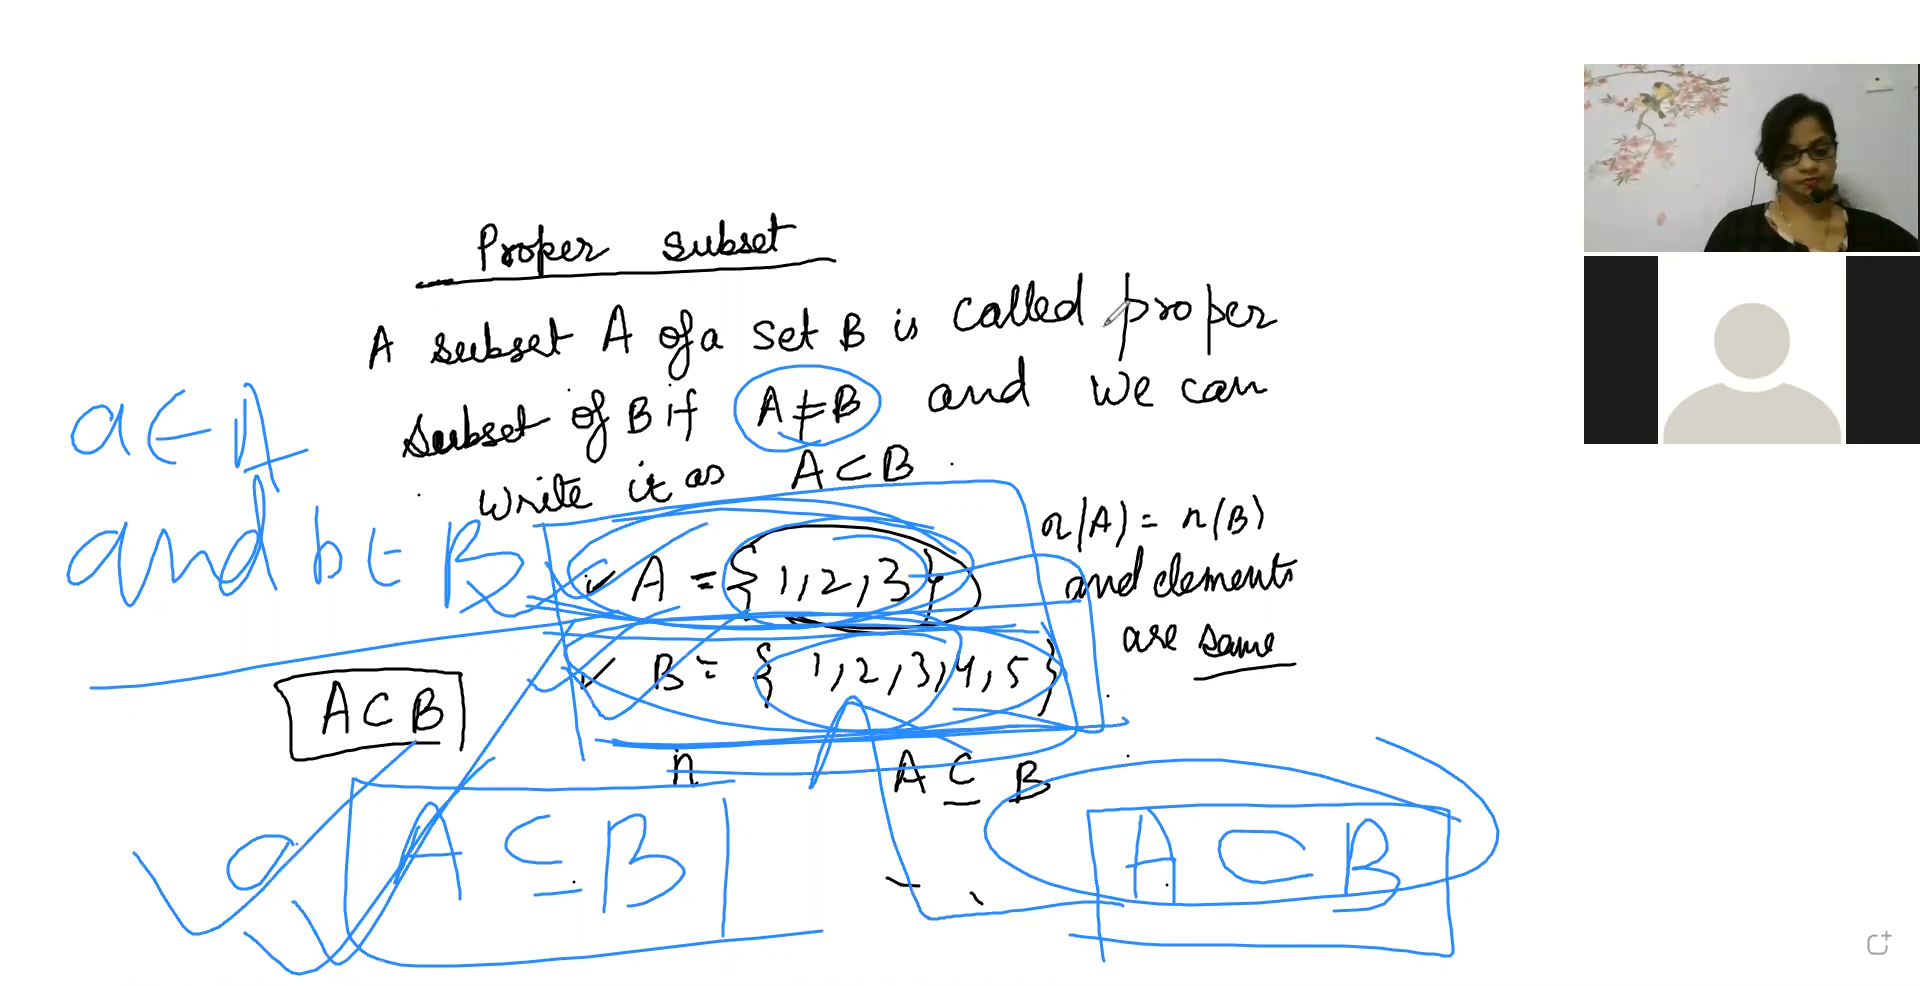 Proper subset
A subset A of a set B is called proper
subset of B if A ≠ B and we can
write it as A ⊂ B
a ∈ A
and b ∈ B
n(A) = n(B)
and elements
are same
A = {1, 2, 3}
B = { 1, 2, 3, 4, 5 }
A ⊂ B
n
A ⊆ B
A ⊆ B
A ⊂ B